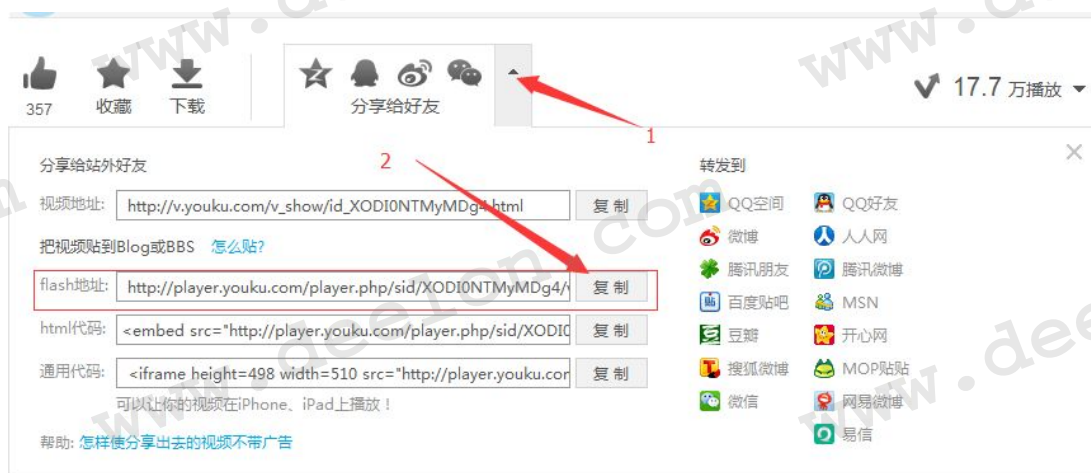 357
收藏
下载
分享给好友
17.7 万播放
1
2
分享给站外好友
视频地址: http://v.youku.com/v_show/id_XODI0NTMyMDg4.html 复制
把视频贴到Blog或BBS 怎么贴?
flash地址: http://player.youku.com/player.php/sid/XODI0NTMyMDg4/ 复制
html代码: <embed src="http://player.youku.com/player.php/sid/XODI0 复制
通用代码: <iframe height=498 width=510 src="http://player.youku.com 复制
可以让你的视频在iPhone、iPad上播放！
帮助: 怎样使分享出去的视频不带广告
转发到
QQ空间 QQ好友
微博 人人网
腾讯朋友 腾讯微博
百度贴吧 MSN
豆瓣 开心网
搜狐微博 MOP贴贴
微信 网易微博
易信
www.deelon.com